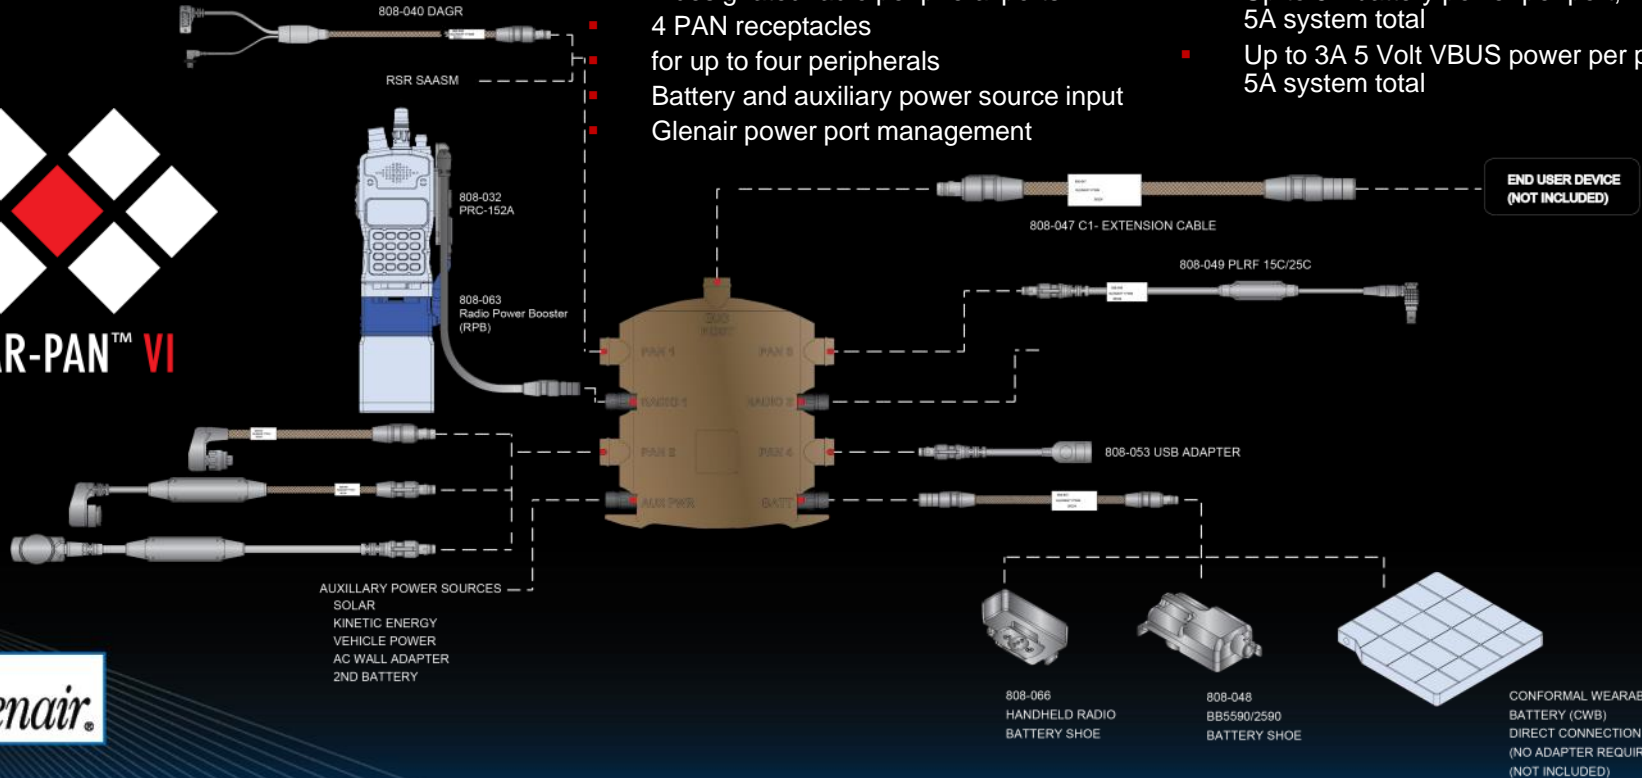 808-040 DAGR
RSR SAASM
4 PAN receptacles
for up to four peripherals
Battery and auxiliary power source input
Glenair power port management
5A system total
Up to 3A 5 Volt VBUS power per
5A system total
808-032
PRC-152A
808-063
Radio Power Booster
(RPB)
R-PAN™ VI
808-047 C1- EXTENSION CABLE
END USER DEVICE
(NOT INCLUDED)
808-049 PLRF 15C/25C
PAN 1
RADIO 1
AUX PWR
RADIO 2
PAN 4
BATT
808-053 USB ADAPTER
AUXILLARY POWER SOURCES
SOLAR
KINETIC ENERGY
VEHICLE POWER
AC WALL ADAPTER
2ND BATTERY
808-066
HANDHELD RADIO
BATTERY SHOE
808-048
BB5590/2590
BATTERY SHOE
CONFORMAL WEARAB
BATTERY (CWB)
DIRECT CONNECTION
(NO ADAPTER REQUIR
(NOT INCLUDED)
enair.